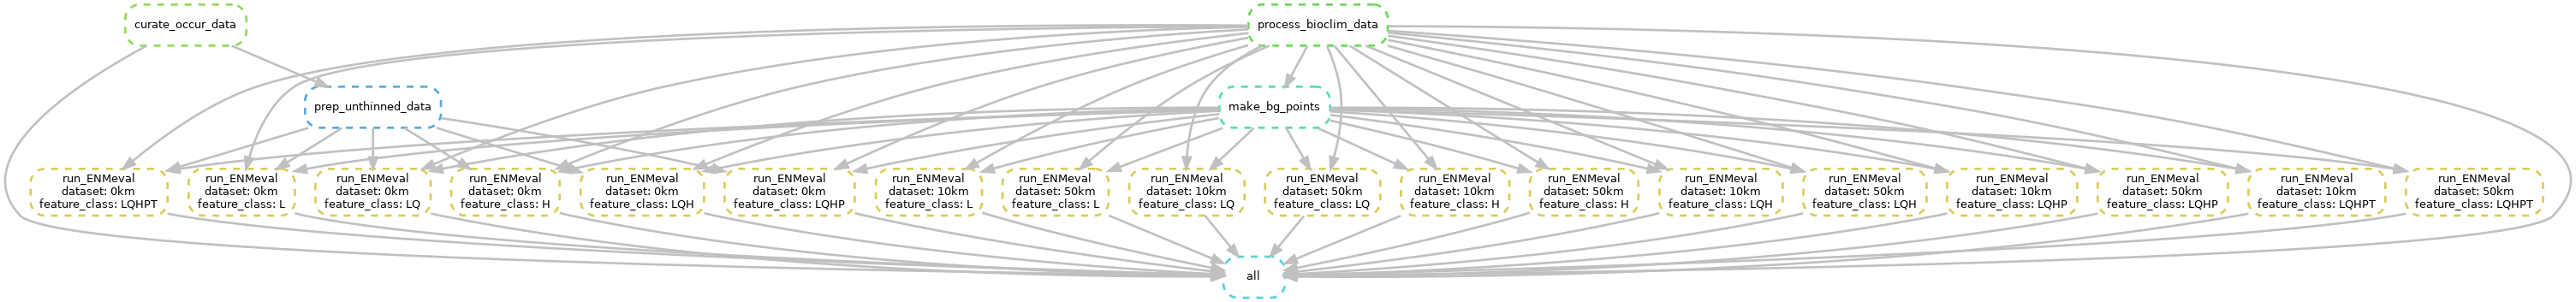 curate_occur_data
process_bioclim_data
prep_unthinned_data
make_bg_points
run_ENMeval
dataset: 0km
feature_class: LQHPT
run_ENMeval
dataset: 0km
feature_class: L
run_ENMeval
dataset: 0km
feature_class: LQ
run_ENMeval
dataset: 0km
feature_class: H
run_ENMeval
dataset: 0km
feature_class: LQH
run_ENMeval
dataset: 0km
feature_class: LQHP
run_ENMeval
dataset: 10km
feature_class: L
run_ENMeval
dataset: 50km
feature_class: L
run_ENMeval
dataset: 10km
feature_class: LQ
run_ENMeval
dataset: 50km
feature_class: LQ
run_ENMeval
dataset: 10km
feature_class: H
run_ENMeval
dataset: 50km
feature_class: H
run_ENMeval
dataset: 10km
feature_class: LQH
run_ENMeval
dataset: 50km
feature_class: LQH
run_ENMeval
dataset: 10km
feature_class: LQHP
run_ENMeval
dataset: 50km
feature_class: LQHP
run_ENMeval
dataset: 10km
feature_class: LQHPT
run_ENMeval
dataset: 50km
feature_class: LQHPT
all